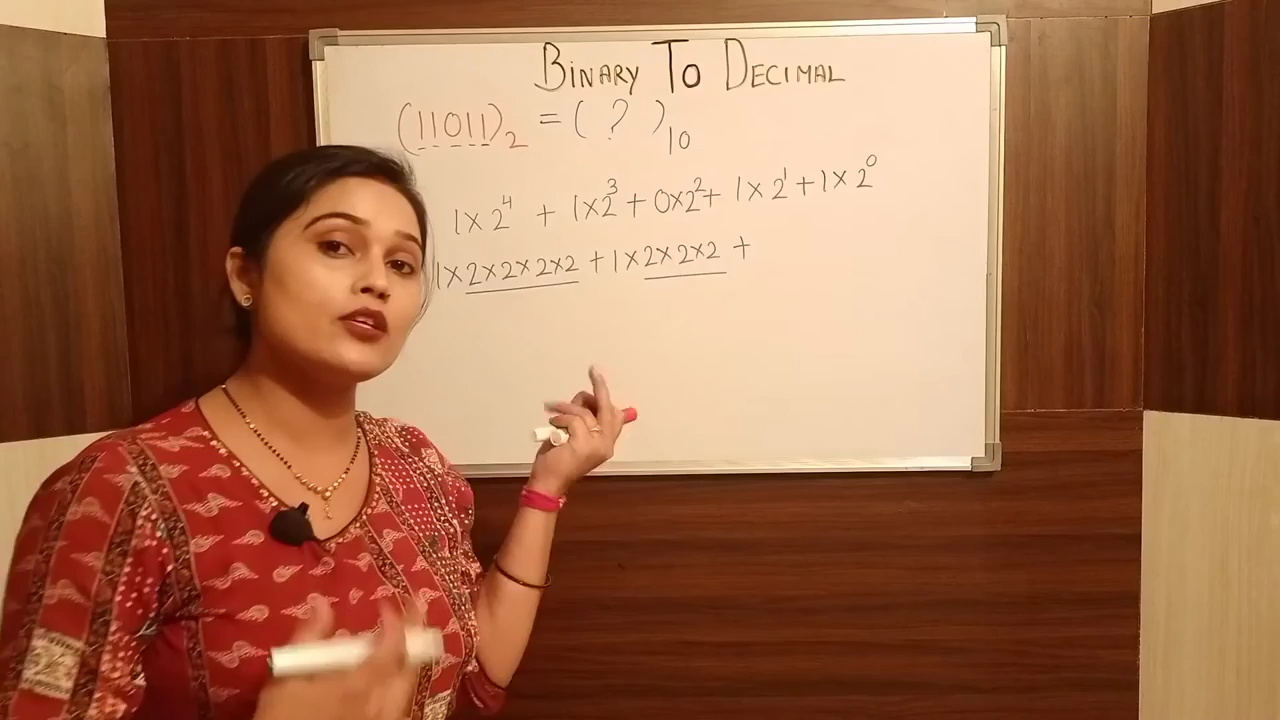 BINARY TO DECIMAL
(11011)₂ = ( ? )₁₀
1×2⁴ + 1×2³ + 0×2² + 1×2¹ + 1×2⁰
1×2×2×2×2 + 1×2×2×2 +